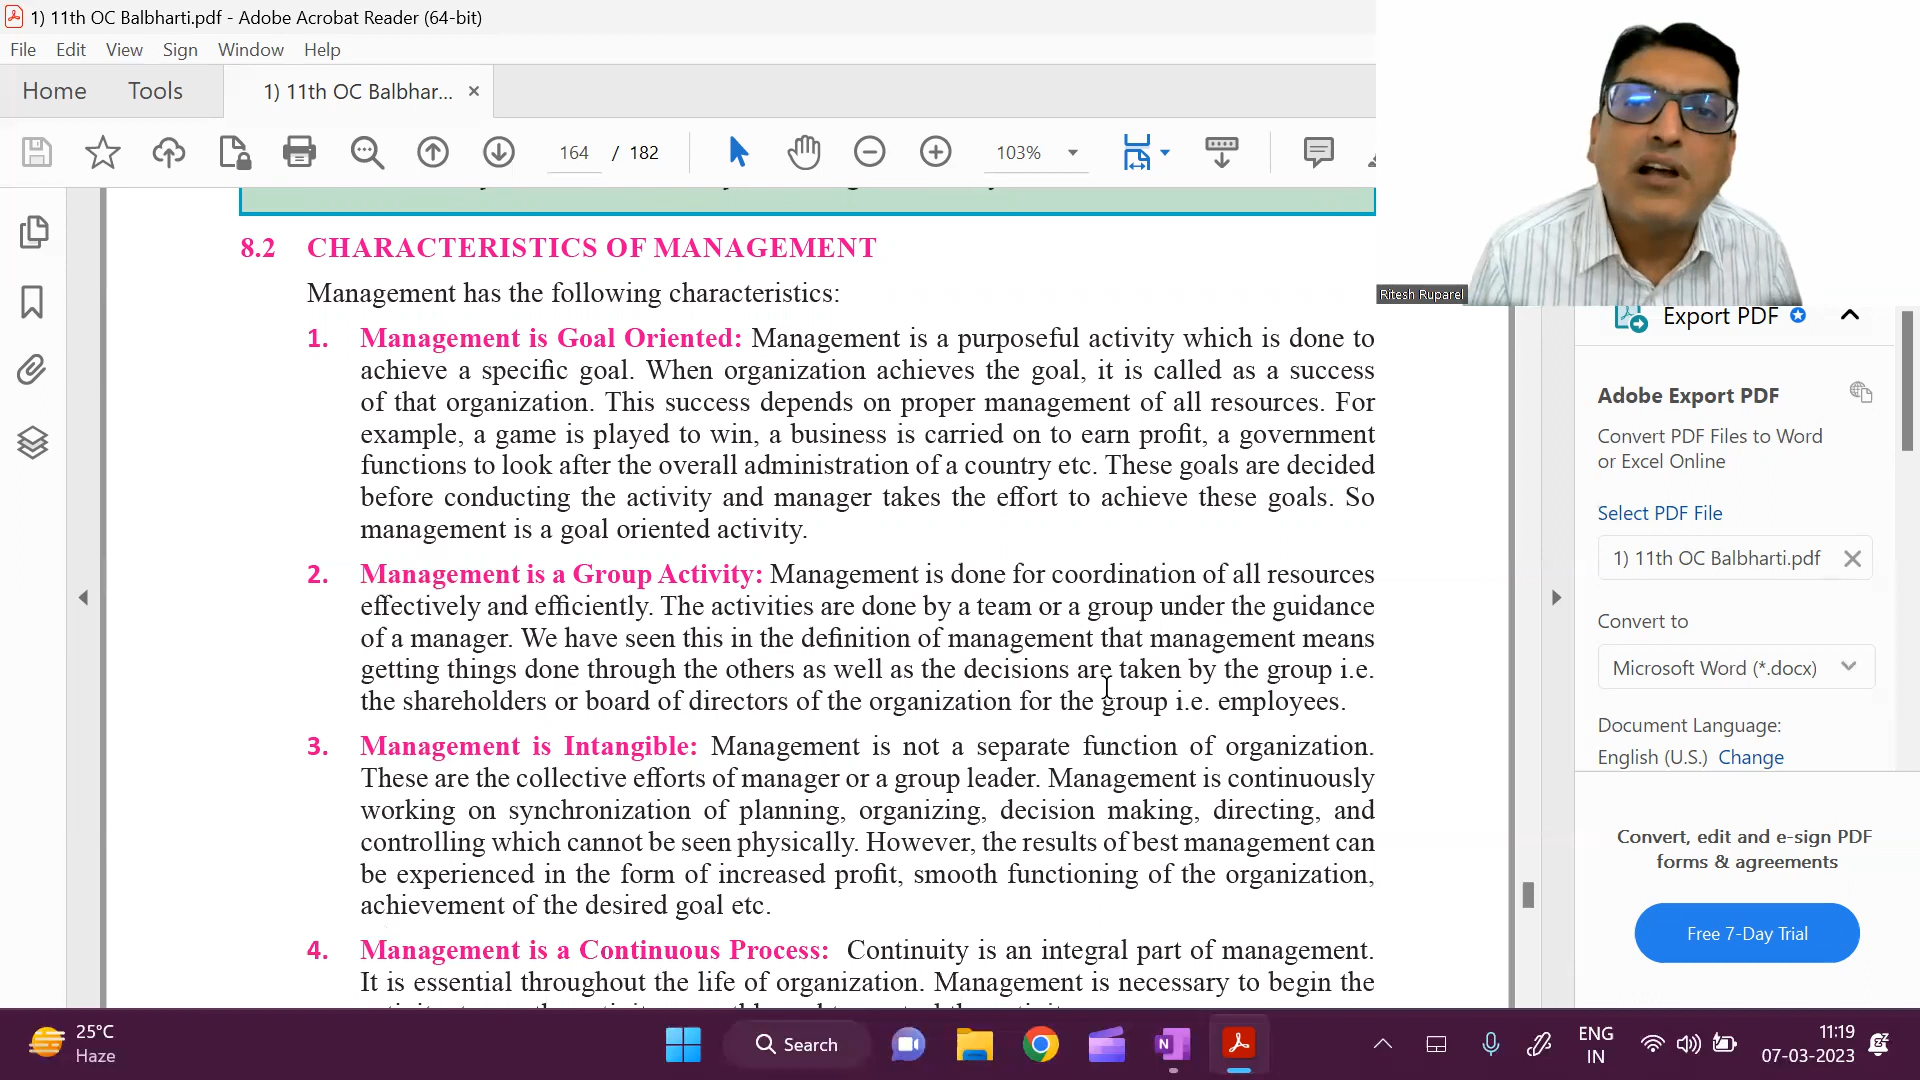 1) 11th OC Balbharti.pdf - Adobe Acrobat Reader (64-bit)
File Edit View Sign Window Help
Home Tools 1) 11th OC Balbhar... ×
164 / 182 103%
8.2 CHARACTERISTICS OF MANAGEMENT
Management has the following characteristics:
1. Management is Goal Oriented: Management is a purposeful activity which is done to
achieve a specific goal. When organization achieves the goal, it is called as a success
of that organization. This success depends on proper management of all resources. For
example, a game is played to win, a business is carried on to earn profit, a government
functions to look after the overall administration of a country etc. These goals are decided
before conducting the activity and manager takes the effort to achieve these goals. So
management is a goal oriented activity.
2. Management is a Group Activity: Management is done for coordination of all resources
effectively and efficiently. The activities are done by a team or a group under the guidance
of a manager. We have seen this in the definition of management that management means
getting things done through the others as well as the decisions are taken by the group i.e.
the shareholders or board of directors of the organization for the group i.e. employees.
3. Management is Intangible: Management is not a separate function of organization.
These are the collective efforts of manager or a group leader. Management is continuously
working on synchronization of planning, organizing, decision making, directing, and
controlling which cannot be seen physically. However, the results of best management can
be experienced in the form of increased profit, smooth functioning of the organization,
achievement of the desired goal etc.
4. Management is a Continuous Process: Continuity is an integral part of management.
It is essential throughout the life of organization. Management is necessary to begin the
Ritesh Ruparel
Export PDF
Adobe Export PDF
Convert PDF Files to Word
or Excel Online
Select PDF File
1) 11th OC Balbharti.pdf
Convert to
Microsoft Word (*.docx)
Document Language:
English (U.S.) Change
Convert, edit and e-sign PDF
forms & agreements
Free 7-Day Trial
25°C
Haze
Search
ENG
IN
11:19
07-03-2023